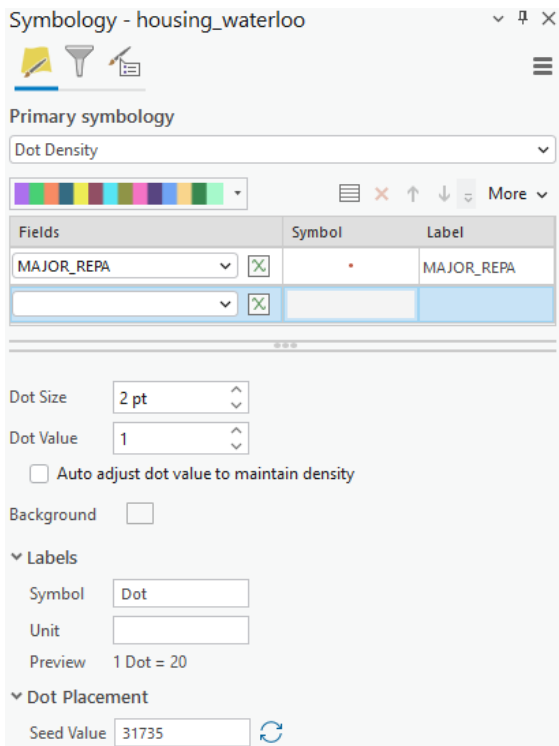 Symbology - housing_waterloo
Primary symbology
Dot Density
More
Fields Symbol Label
MAJOR_REPA MAJOR_REPA
Dot Size 2 pt
Dot Value 1
Auto adjust dot value to maintain density
Background
Labels
Symbol Dot
Unit
Preview 1 Dot = 20
Dot Placement
Seed Value 31735